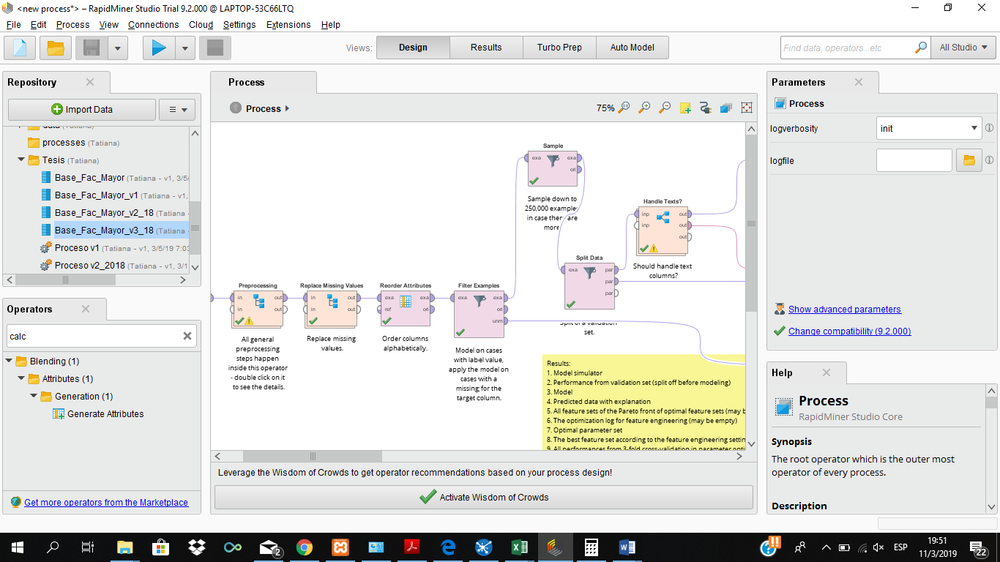 <new process*> – RapidMiner Studio Trial 9.2.000 @ LAPTOP-53C66LTQ
File Edit Process View Connections Cloud Settings Extensions Help
Views: Design Results Turbo Prep Auto Model
Find data, operators...etc
All Studio
Repository
Import Data
data (Tatiana)
processes (Tatiana)
Tesis (Tatiana)
Base_Fac_Mayor (Tatiana - v1, 3/5/
Base_Fac_Mayor_v1 (Tatiana - v1,
Base_Fac_Mayor_v2_18 (Tatiana -
Base_Fac_Mayor_v3_18 (Tatiana -
Proceso v1 (Tatiana - v1, 3/5/19 7:03
Proceso v2_2018 (Tatiana - v1, 3/1
Operators
calc
Blending (1)
Attributes (1)
Generation (1)
Generate Attributes
Get more operators from the Marketplace
Process
Process
75%
Sample
exa exa
ori
Sample down to
250,000 example
in case ther are
more
Handle Texts?
inp out
inp out
out
Should handle text
columns?
Split Data
exa par
par
par
Split of a validation
set.
Preprocessing
in out
in out
All general
preprocessing
steps happen
inside this operator
- double click on it
to see the details.
Replace Missing Values
in out
in out
Replace missing
values.
Reorder Attributes
exa exa
ref ori
Order columns
alphabetically.
Filter Examples
exa exa
ori
unm
Model on cases
with label value,
apply the model on
cases with a
missing for the
target column.
Results:
1. Model simulator
2. Performance from validation set (split off before modeling)
3. Model
4. Predicted data with explanation
5. All feature sets of the Pareto front of optimal feature sets (may b
6. The optimization log for feature engineering (may be empty)
7. Optimal parameter set
8. The best feature set according to the feature engineering settin
9. All performances from 3-fold cross-validation in parameter opti
Leverage the Wisdom of Crowds to get operator recommendations based on your process design!
Activate Wisdom of Crowds
Parameters
Process
logverbosity init
logfile
Show advanced parameters
Change compatibility (9.2.000)
Help
Process
RapidMiner Studio Core
Synopsis
The root operator which is the outer most
operator of every process.
Description
2
11
ESP
19:51
11/3/2019
22